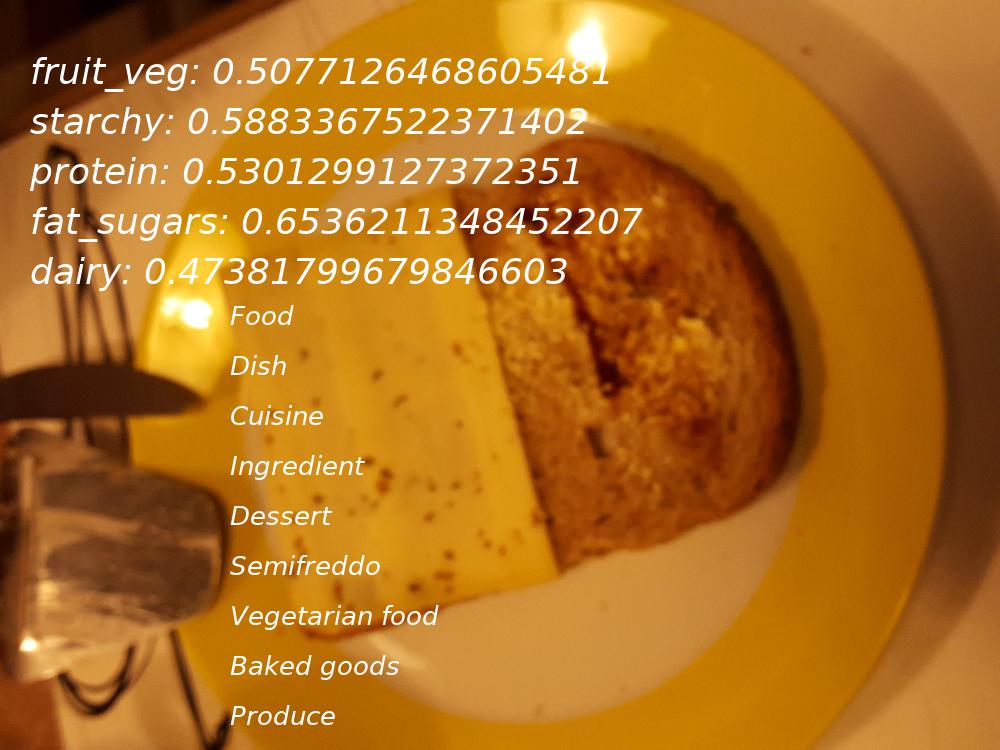 fruit_veg: 0.5077126468605481
starchy: 0.5883367522371402
protein: 0.5301299127372351
fat_sugars: 0.6536211348452207
dairy: 0.47381799679846603
Food
Dish
Cuisine
Ingredient
Dessert
Semifreddo
Vegetarian food
Baked goods
Produce